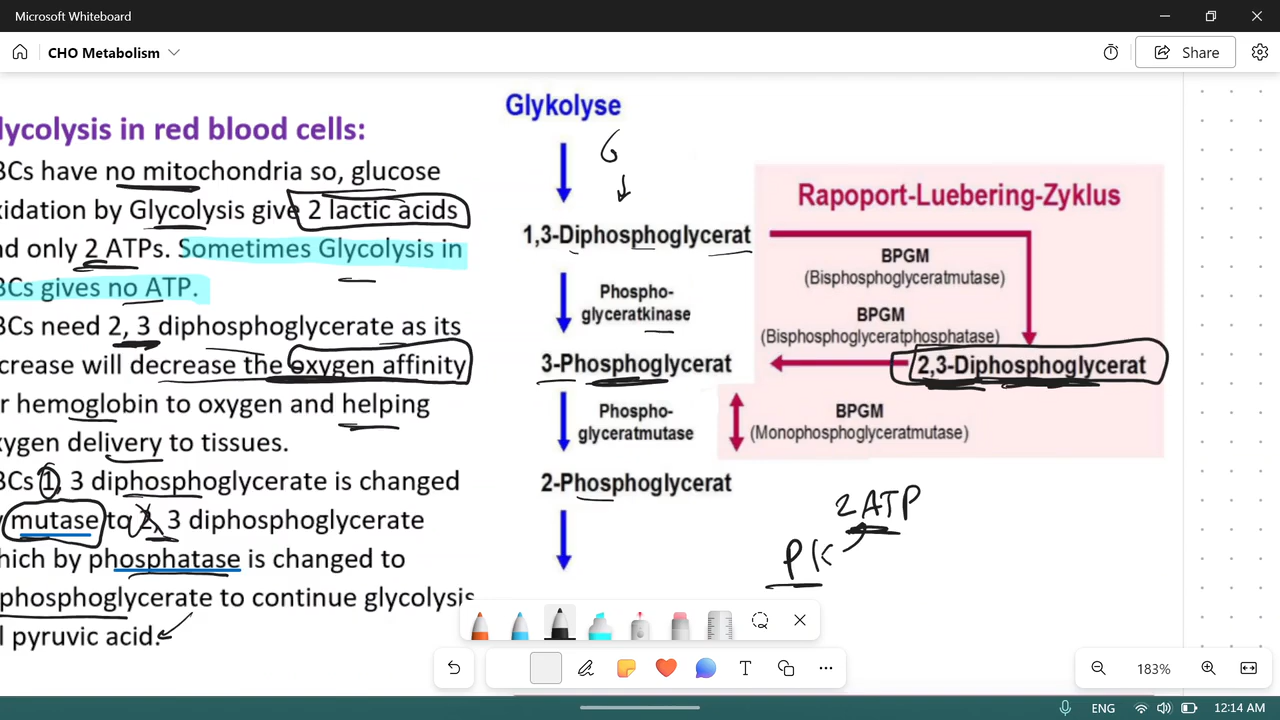 Microsoft Whiteboard
CHO Metabolism
Share
lycolysis in red blood cells:
BCs have no mitochondria so, glucose
xidation by Glycolysis give 2 lactic acids
nd only 2 ATPs. Sometimes Glycolysis in
BCs gives no ATP.
BCs need 2, 3 diphosphoglycerate as its
crease will decrease the oxygen affinity
r hemoglobin to oxygen and helping
xygen delivery to tissues.
BCs 1, 3 diphosphoglycerate is changed
y mutase to 2, 3 diphosphoglycerate
hich by phosphatase is changed to
phosphoglycerate to continue glycolysis
l pyruvic acid.
Glykolyse
G
1,3-Diphosphoglycerat
Phospho-
glyceratkinase
3-Phosphoglycerat
Phospho-
glyceratmutase
2-Phosphoglycerat
Rapoport-Luebering-Zyklus
BPGM
(Bisphosphoglyceratmutase)
BPGM
(Bisphosphoglyceratphosphatase)
2,3-Diphosphoglycerat
BPGM
(Monophosphoglyceratmutase)
2ATP
PK
183%
ENG
12:14 AM